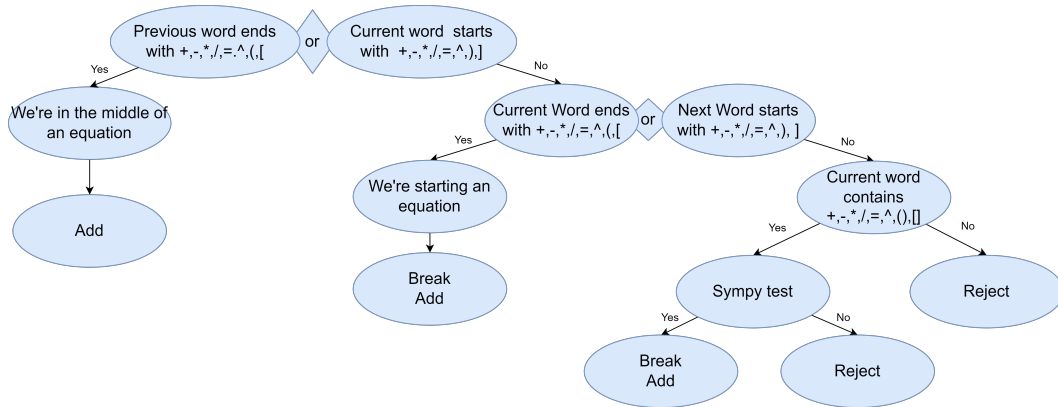 Previous word ends
with +,-,*,/,=.^,(,[
or
Current word  starts
with  +,-,*,/,=,^,),]
Yes
No
We're in the middle of
an equation
Add
Current Word ends
with +,-,*,/,=,^,(,[
or
Next Word starts
with +,-,*,/,=,^,), ]
Yes
No
We're starting an
equation
Break
Add
Current word
contains
+,-,*,/,=,^,(),[]
Yes
No
Sympy test
Reject
Yes
No
Break
Add
Reject